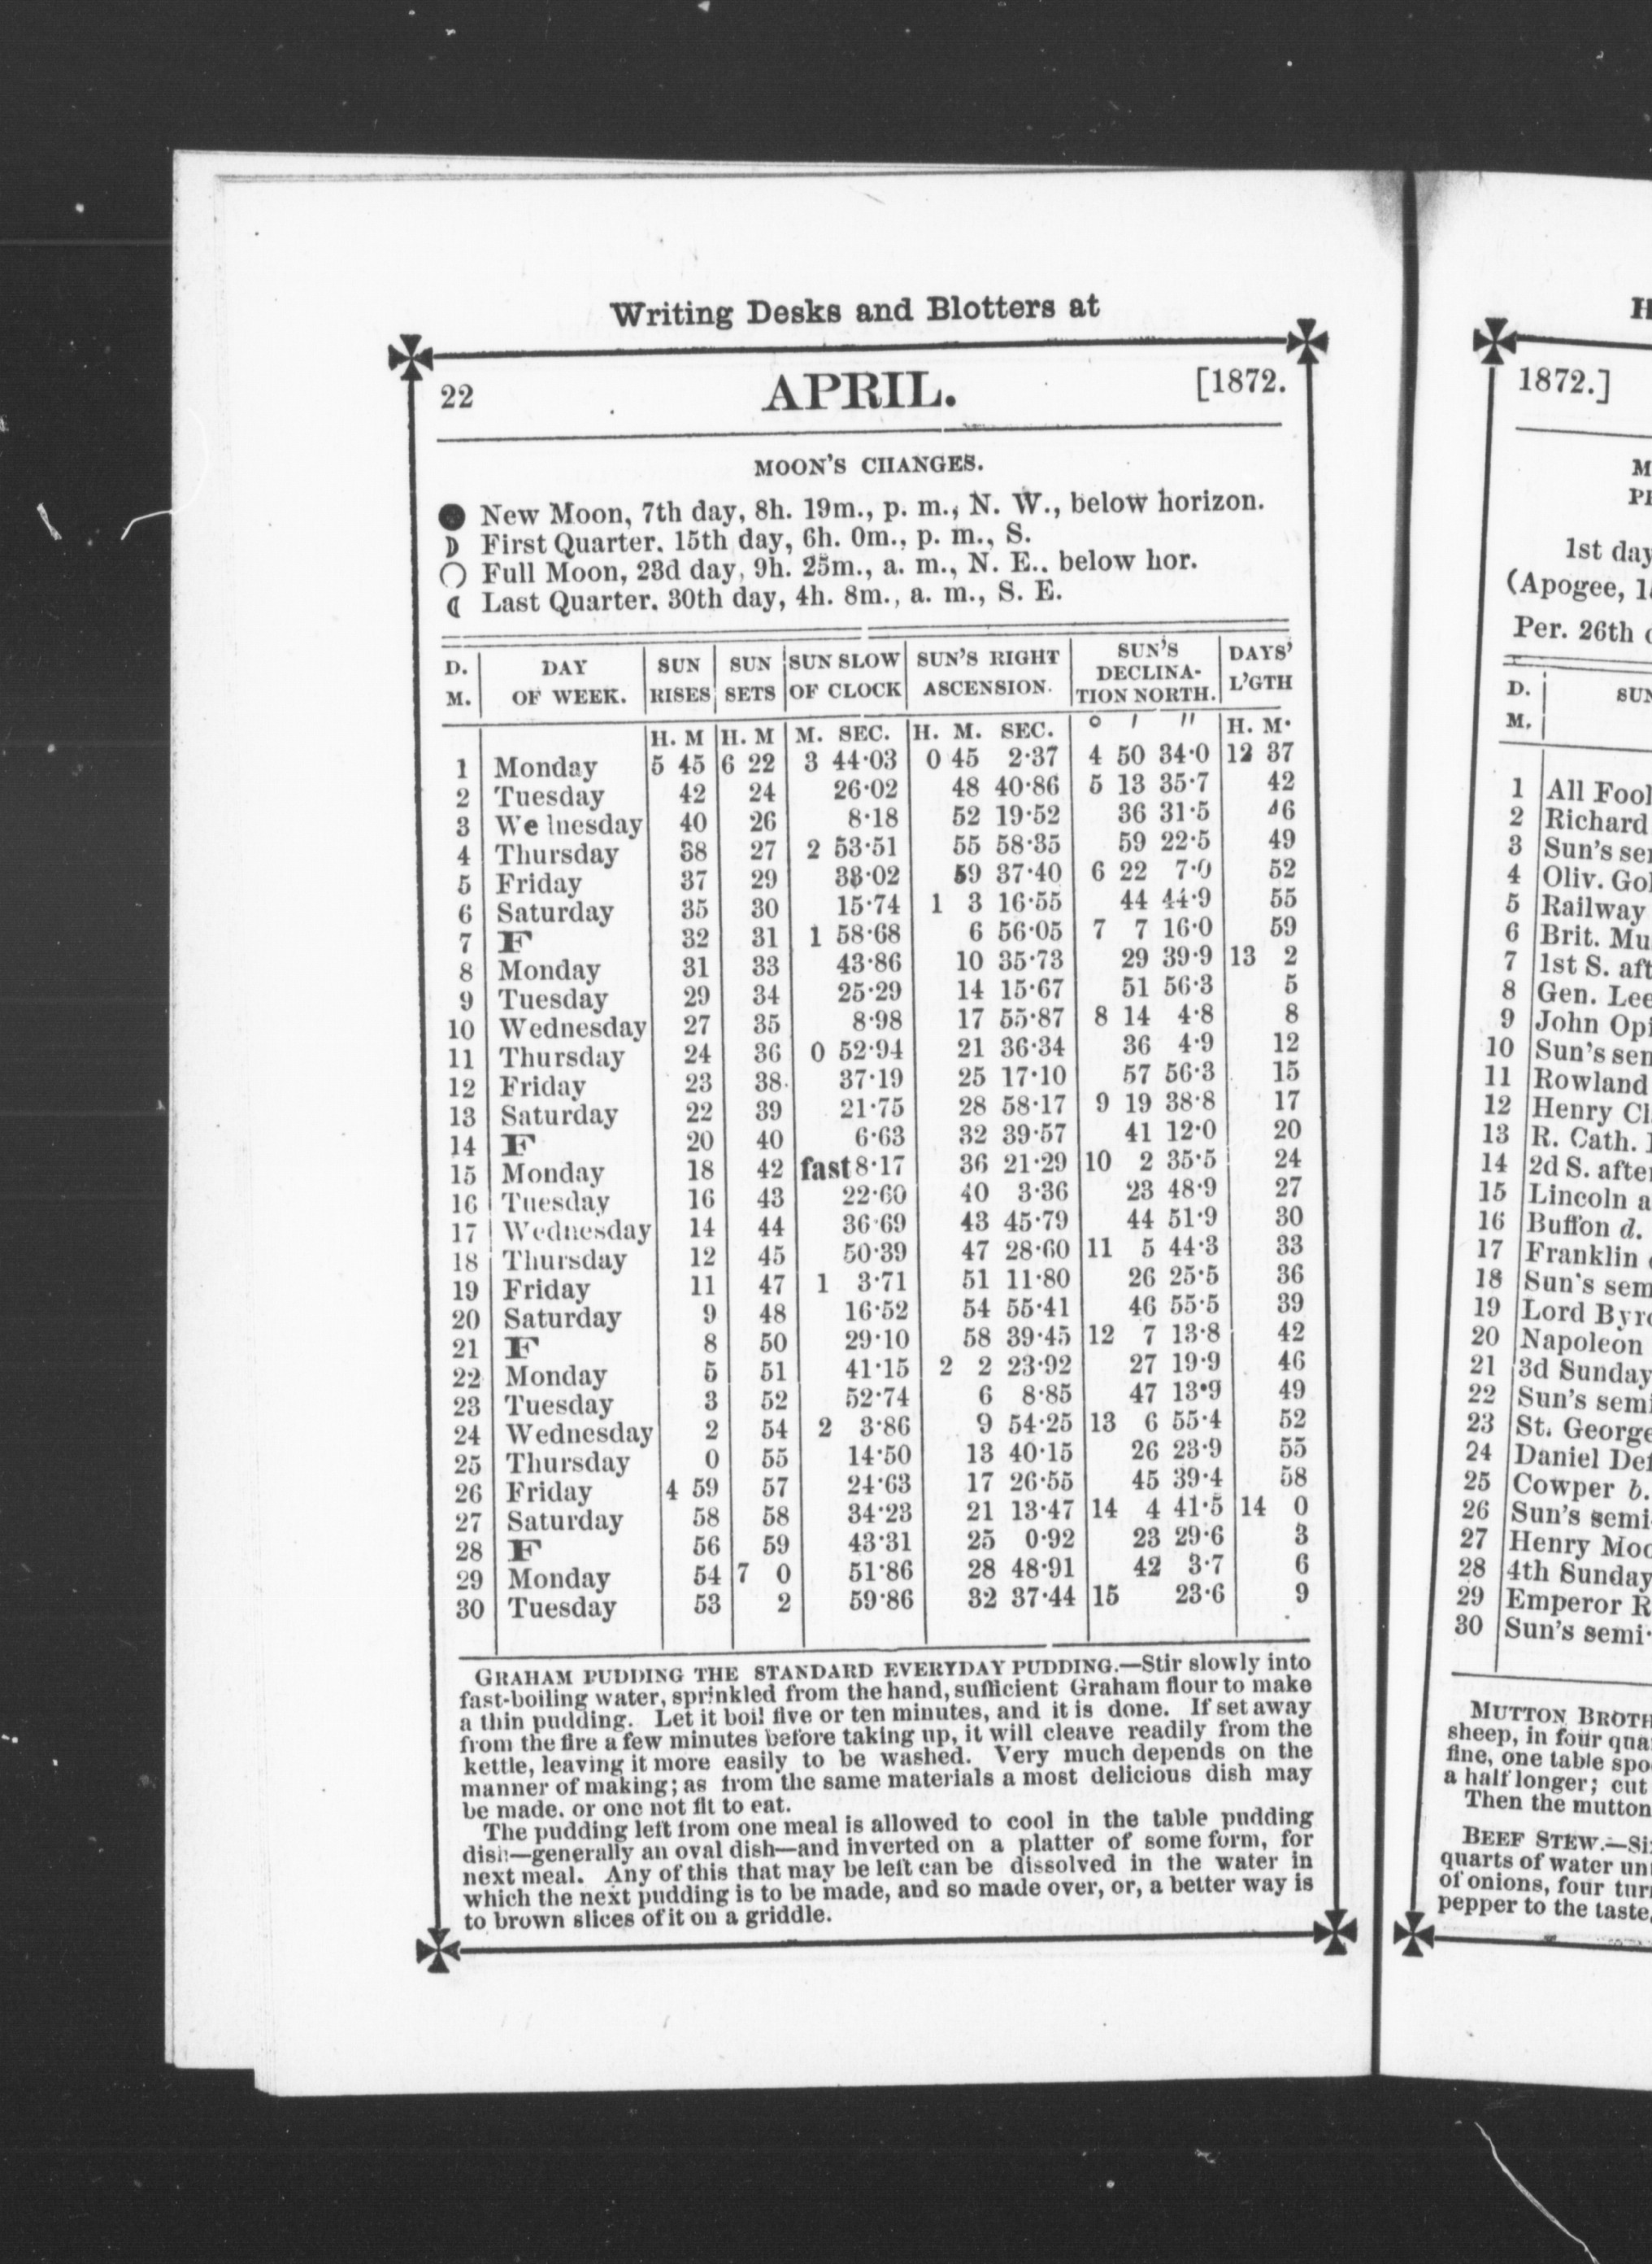 Writing Desks and Blotters at
22 APRIL. [1872.
MOON'S CHANGES.
New Moon, 7th day, 8h. 19m., p. m., N. W., below horizon.
First Quarter. 15th day, 6h. 0m., p. m., S.
Full Moon, 23d day, 9h. 25m., a. m., N. E.. below hor.
Last Quarter. 30th day, 4h. 8m., a. m., S. E.
D. M. DAY OF WEEK. SUN RISES SUN SETS SUN SLOW OF CLOCK SUN'S RIGHT ASCENSION. SUN'S DECLINATION NORTH. DAYS' L'GTH
H. M H. M M. SEC. H. M. SEC. ° ′ ″ H. M.
1 Monday 5 45 6 22 3 44·03 0 45 2·37 4 50 34·0 12 37
2 Tuesday 42 24 26·02 48 40·86 5 13 35·7 42
3 We lnesday 40 26 8·18 52 19·52 36 31·5 46
4 Thursday 38 27 2 53·51 55 58·35 59 22·5 49
5 Friday 37 29 38·02 59 37·40 6 22 7·0 52
6 Saturday 35 30 15·74 1 3 16·55 44 44·9 55
7 F 32 31 1 58·68 6 56·05 7 7 16·0 59
8 Monday 31 33 43·86 10 35·73 29 39·9 13 2
9 Tuesday 29 34 25·29 14 15·67 51 56·3 5
10 Wednesday 27 35 8·98 17 55·87 8 14 4·8 8
11 Thursday 24 36 0 52·94 21 36·34 36 4·9 12
12 Friday 23 38 37·19 25 17·10 57 56·3 15
13 Saturday 22 39 21·75 28 58·17 9 19 38·8 17
14 F 20 40 6·63 32 39·57 41 12·0 20
15 Monday 18 42 fast 8·17 36 21·29 10 2 35·5 24
16 Tuesday 16 43 22·60 40 3·36 23 48·9 27
17 Wednesday 14 44 36·69 43 45·79 44 51·9 30
18 Thursday 12 45 50·39 47 28·60 11 5 44·3 33
19 Friday 11 47 1 3·71 51 11·80 26 25·5 36
20 Saturday 9 48 16·52 54 55·41 46 55·5 39
21 F 8 50 29·10 58 39·45 12 7 13·8 42
22 Monday 5 51 41·15 2 2 23·92 27 19·9 46
23 Tuesday 3 52 52·74 6 8·85 47 13·9 49
24 Wednesday 2 54 2 3·86 9 54·25 13 6 55·4 52
25 Thursday 0 55 14·50 13 40·15 26 23·9 55
26 Friday 4 59 57 24·63 17 26·55 45 39·4 58
27 Saturday 58 58 34·23 21 13·47 14 4 41·5 14 0
28 F 56 59 43·31 25 0·92 23 29·6 3
29 Monday 54 7 0 51·86 28 48·91 42 3·7 6
30 Tuesday 53 2 59·86 32 37·44 15 23·6 9
GRAHAM PUDDING THE STANDARD EVERYDAY PUDDING.—Stir slowly into
fast-boiling water, sprinkled from the hand, sufficient Graham flour to make
a thin pudding. Let it boil five or ten minutes, and it is done. If set away
from the fire a few minutes before taking up, it will cleave readily from the
kettle, leaving it more easily to be washed. Very much depends on the
manner of making; as from the same materials a most delicious dish may
be made. or one not fit to eat.
The pudding left from one meal is allowed to cool in the table pudding
dish—generally an oval dish—and inverted on a platter of some form, for
next meal. Any of this that may be left can be dissolved in the water in
which the next pudding is to be made, and so made over, or, a better way is
to brown slices of it on a griddle.
1872.]
1st day
(Apogee,
Per. 26th
D. M.
1 All Fool
2 Richard
3 Sun's
4 Oliv.
5 Railway
6 Brit.
7 1st S.
8 Gen. Lee
9 John
10 Sun's
11 Rowland
12 Henry
13 R. Cath.
14 2d S.
15 Lincoln
16 Buffon d.
17 Franklin
18 Sun's
19 Lord
20 Napoleon
21 3d Sunday
22 Sun's
23 St. George
24 Daniel
25 Cowper b.
26 Sun's semi
27 Henry
28 4th Sunday
29 Emperor
30 Sun's semi-
MUTTON
sheep, in four
fine, one table
a half longer; cut
Then the mutton
BEEF STEW.—
quarts of water
of onions, four
pepper to the taste,